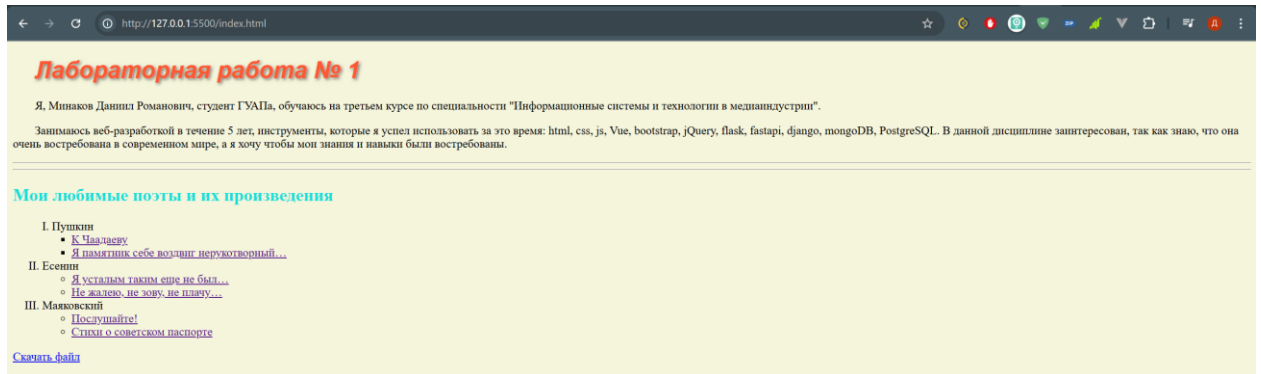 http://127.0.0.1:5500/index.html
Д
Лабораторная работа № 1
Я, Минаков Даниил Романович, студент ГУАПа, обучаюсь на третьем курсе по специальности "Информационные системы и технологии в медиаиндустрии".
Занимаюсь веб-разработкой в течение 5 лет, инструменты, которые я успел использовать за это время: html, css, js, Vue, bootstrap, jQuery, flask, fastapi, django, mongoDB, PostgreSQL. В данной дисциплине заинтересован, так как знаю, что она
очень востребована в современном мире, а я хочу чтобы мои знания и навыки были востребованы.
Мои любимые поэты и их произведения
I. Пушкин
К Чаадаеву
Я памятник себе воздвиг нерукотворный…
II. Есенин
Я усталым таким еще не был…
Не жалею, не зову, не плачу…
III. Маяковский
Послушайте!
Стихи о советском паспорте
Скачать файл